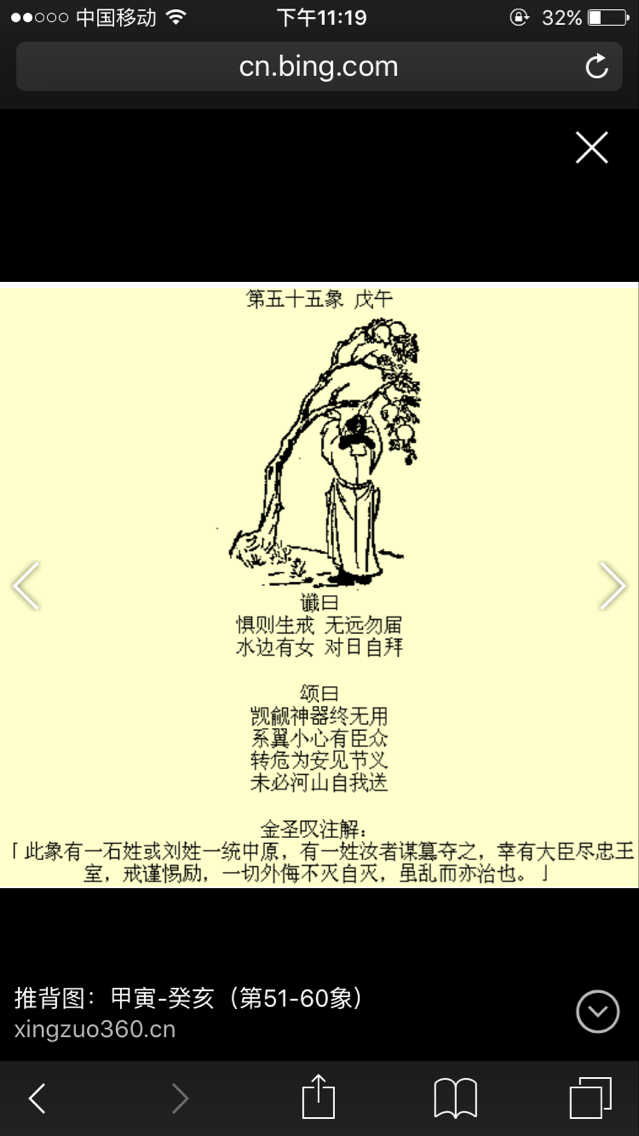 中国移动 下午11:19 32%
cn.bing.com
第五十五象 戊午
谶曰
惧则生戒 无远勿届
水边有女 对日自拜
颂曰
觊觎神器终无用
系翼小心有臣众
转危为安见节义
未必河山自我送
金圣叹注解：
「此象有一石姓或刘姓一统中原，有一姓汝者谋篡夺之，幸有大臣尽忠王
室，戒谨惕励，一切外侮不灭自灭，虽乱而亦治也。」
推背图：甲寅-癸亥（第51-60象）
xingzuo360.cn